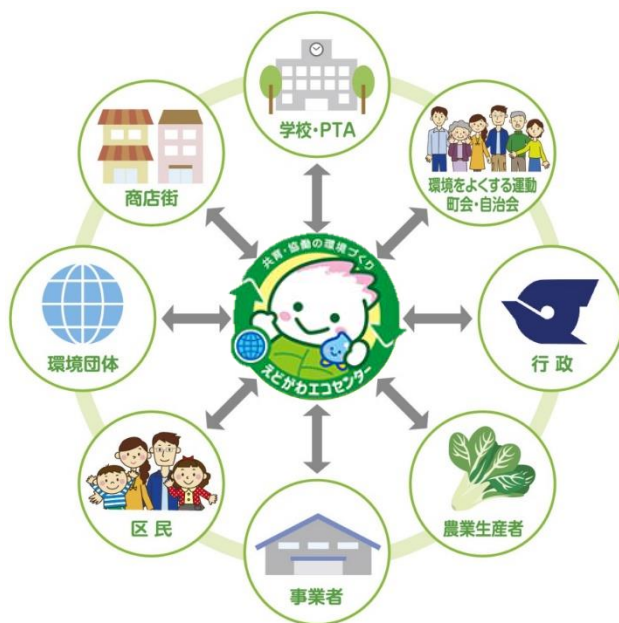 学校・PTA
環境をよくする運動
町会・自治会
行政
農業生産者
事業者
区民
環境団体
商店街
共育・協働の環境づくり
えどがわエコセンター